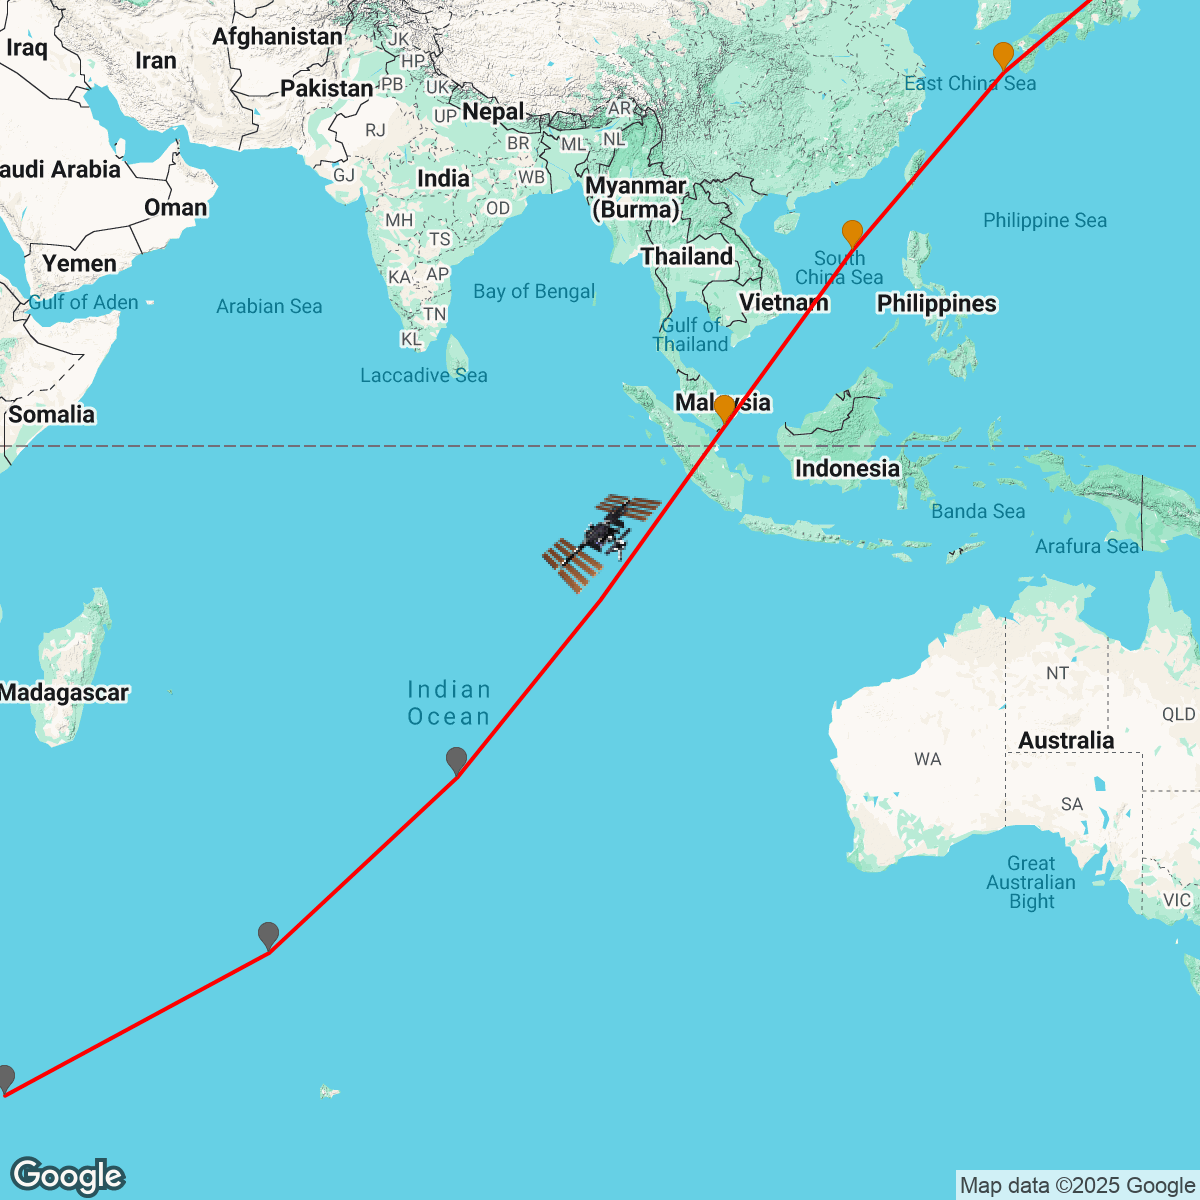 Afghanistan
JK
Iraq
Iran
HP
Pakistan
PB
UK
East China Sea
Nepal
AR
UP
RJ
BR
ML
NL
audi Arabia
GJ
India
WB
Myanmar
(Burma)
Oman
OD
MH
Philippine Sea
TS
Thailand
South
China Sea
Yemen
KA
AP
Gulf of Aden
Arabian Sea
Bay of Bengal
Vietnam
Philippines
TN
KL
Gulf of
Thailand
Laccadive Sea
Somalia
Malaysia
Indonesia
Banda Sea
Arafura Sea
NT
Madagascar
Indian
Ocean
QLD
Australia
WA
SA
Great
Australian
Bight
VIC
Google
Map data ©2025 Google